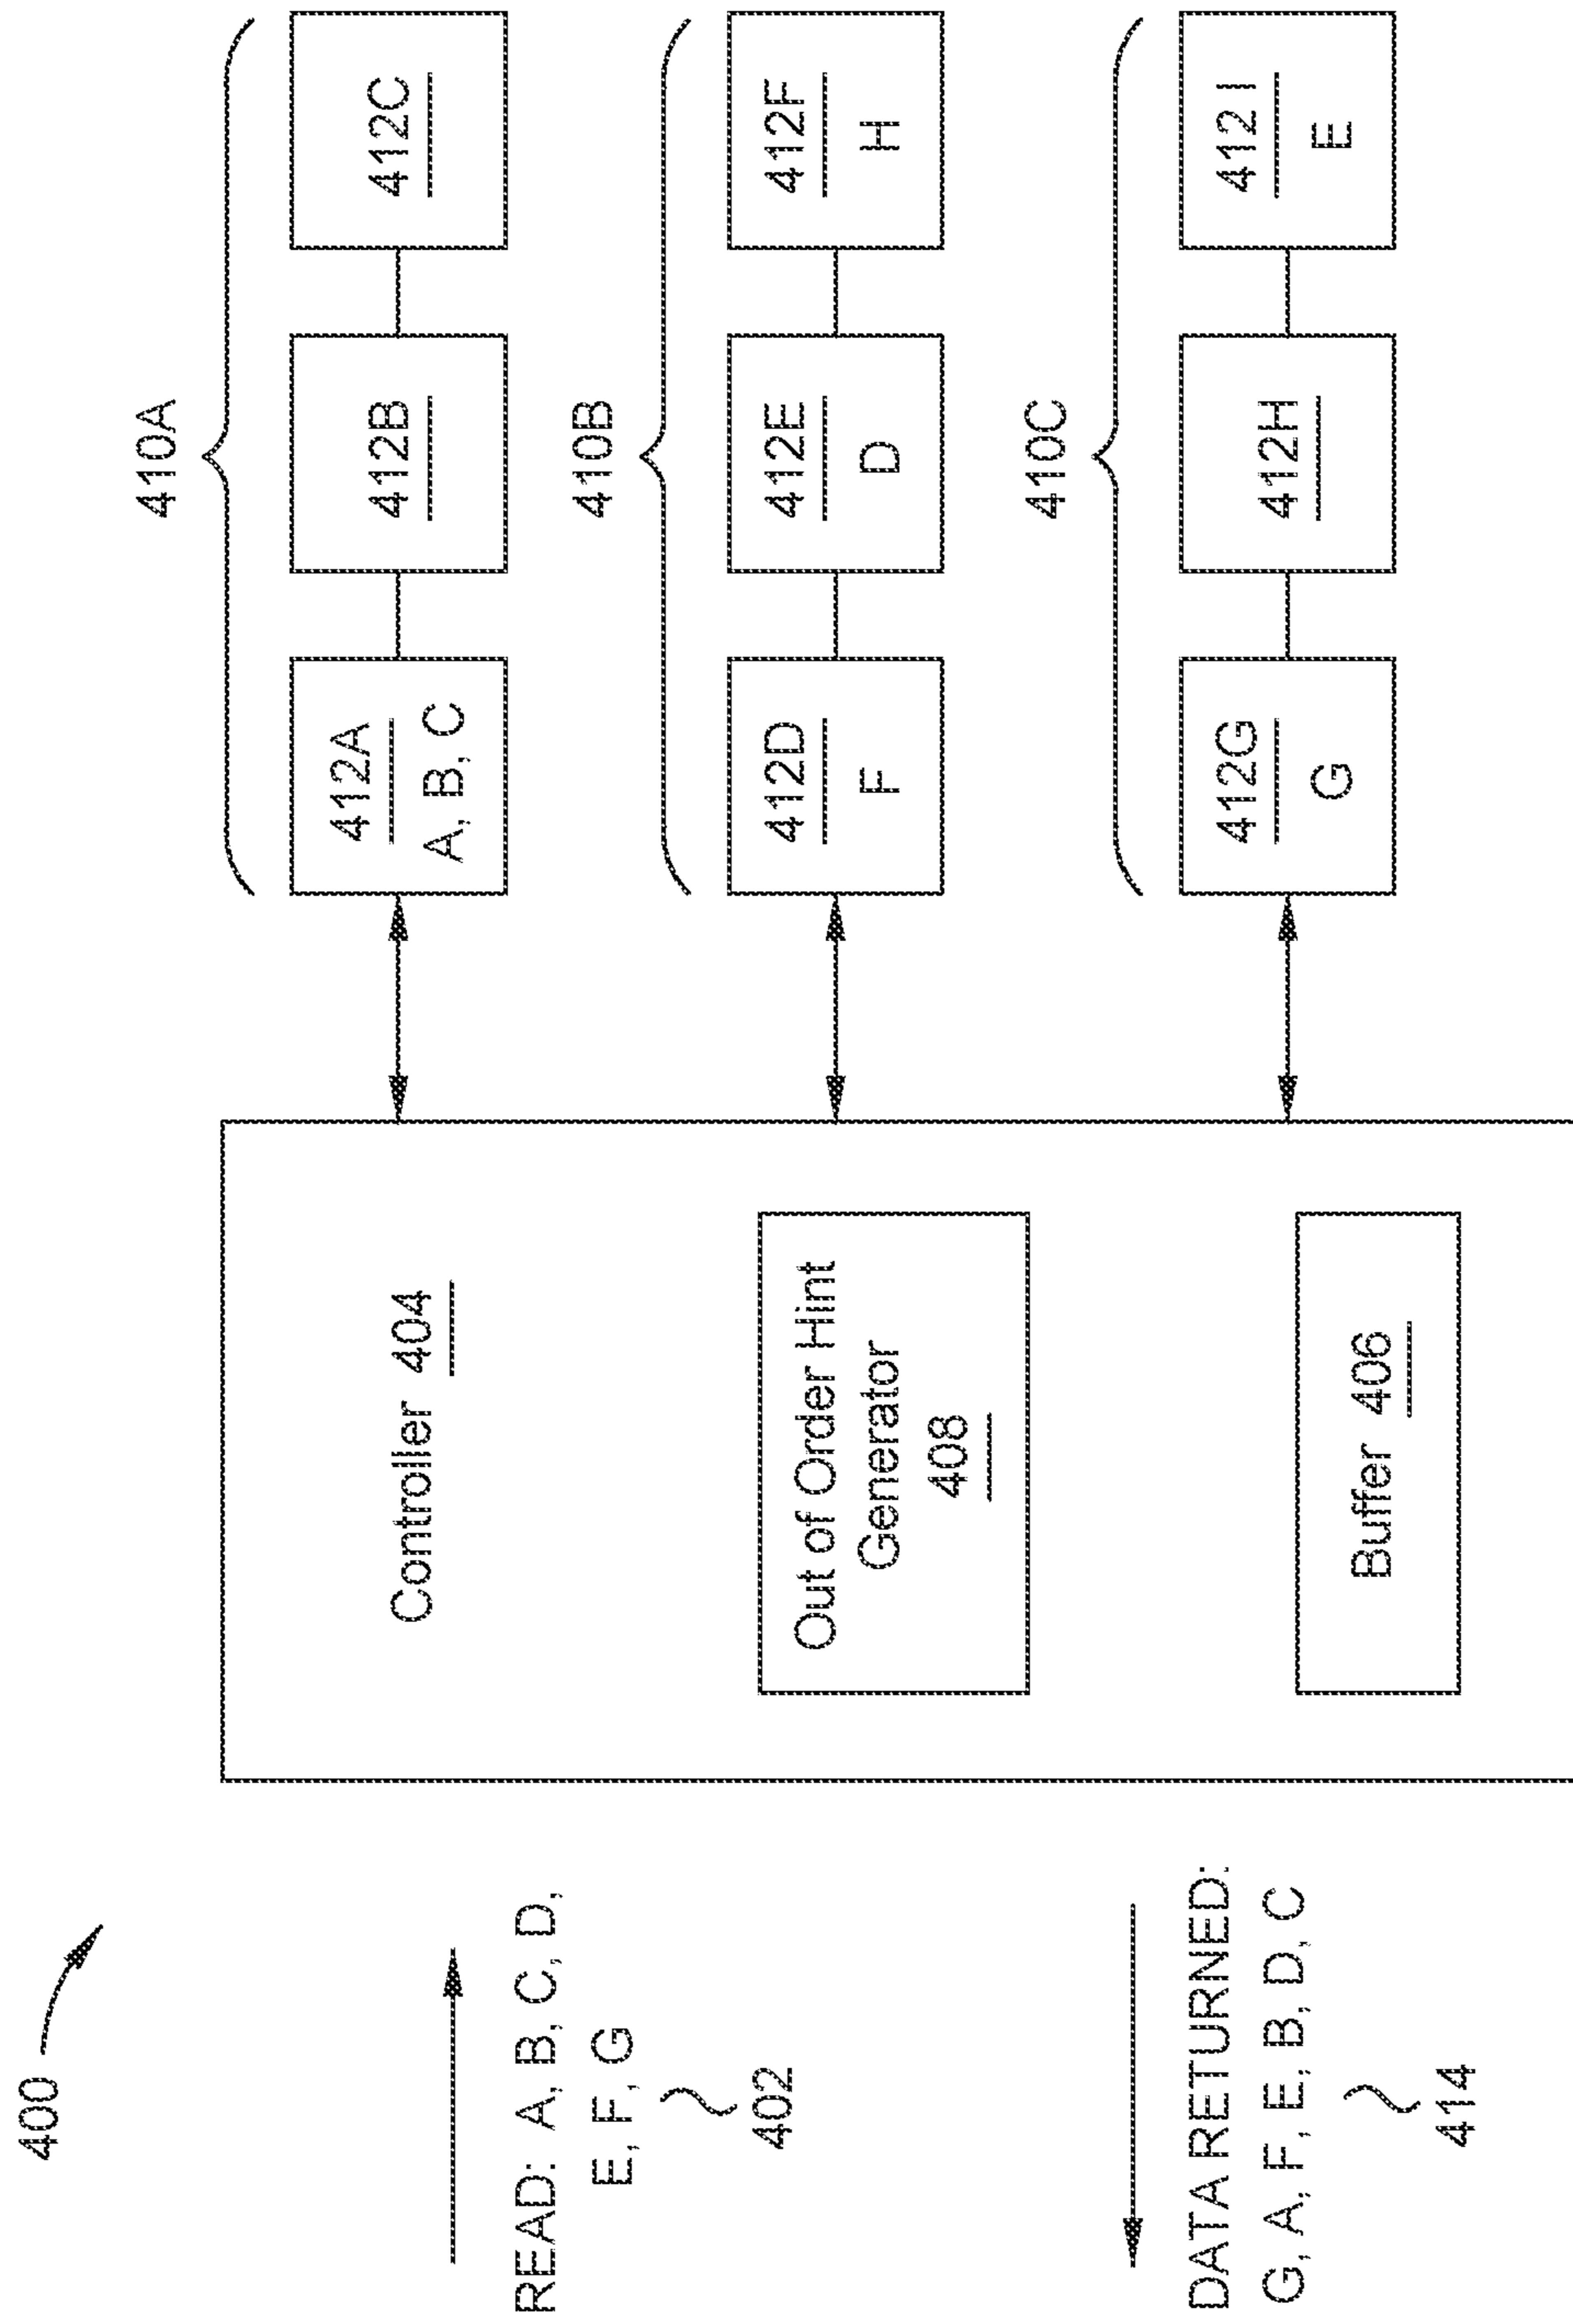 400
READ: A, B, C, D,
E, F, G
402
DATA RETURNED:
G, A, F, E, B, D, C
414
Controller 404
Out of Order Hint
Generator
408
Buffer 406
410A
412A
A, B, C
412B
412C
410B
412D
F
412E
D
412F
H
410C
412G
G
412H
412 I
E